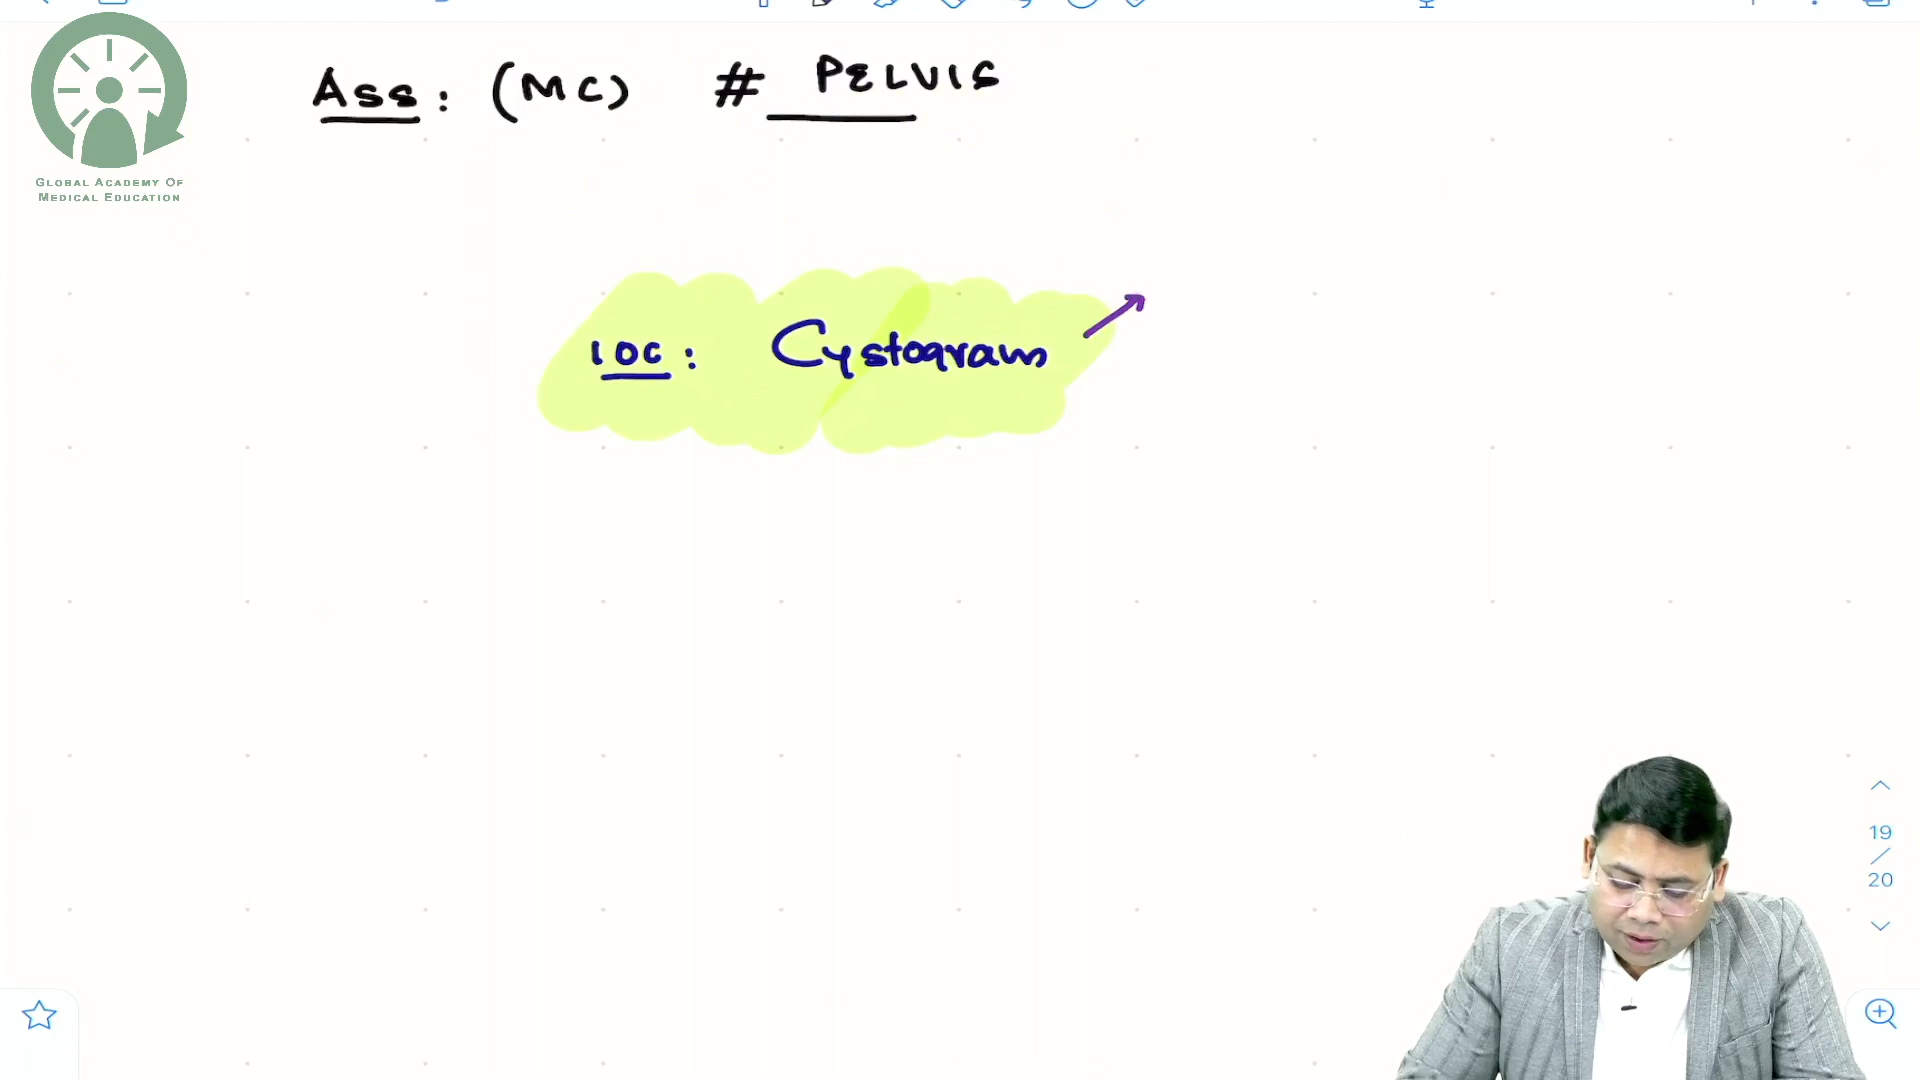 GLOBAL ACADEMY OF
MEDICAL EDUCATION
Ass: (MC) # PELVIS
IOC: Cystogram
19
/
20